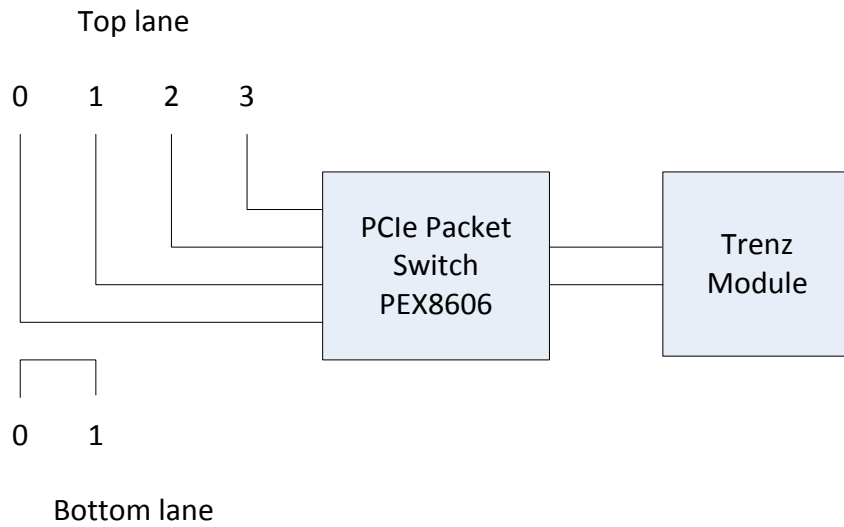 Top lane
0 1 2 3
PCIe Packet
Switch
PEX8606
Trenz
Module
0 1
Bottom lane